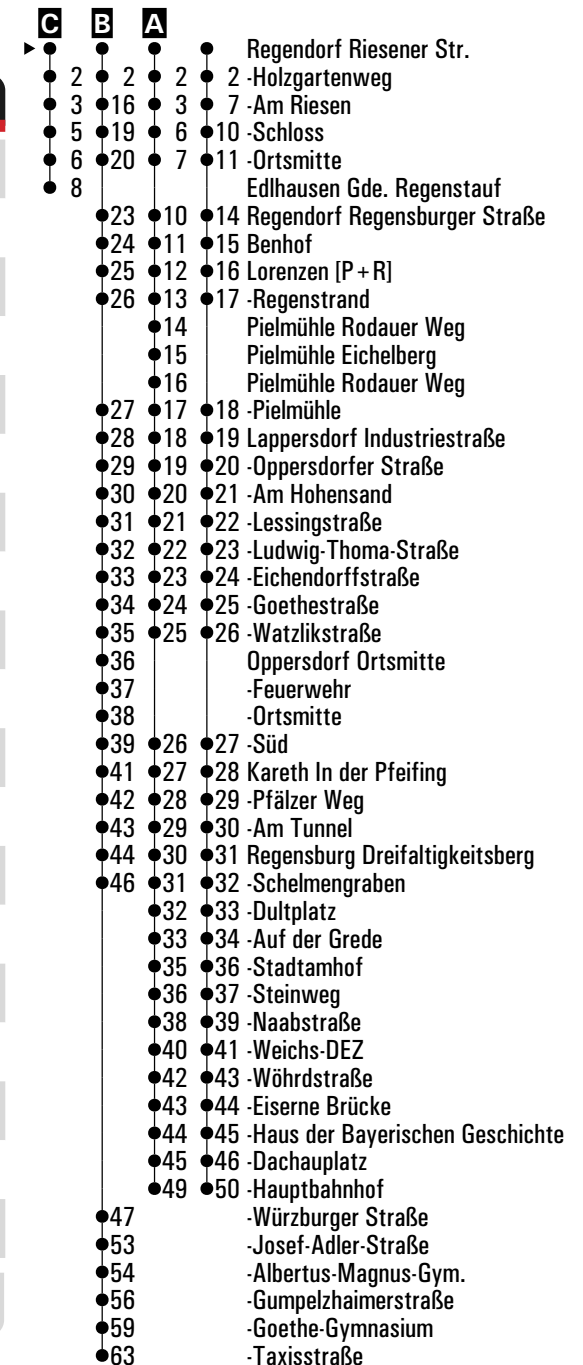 C B A
Regendorf Riesener Str.
2 2 2 2 -Holzgartenweg
3 16 3 7 -Am Riesen
5 19 6 10 -Schloss
6 20 7 11 -Ortsmitte
8 Edlhausen Gde. Regenstauf
23 10 14 Regendorf Regensburger Straße
24 11 15 Benhof
25 12 16 Lorenzen [P+R]
26 13 17 -Regenstrand
14 Pielmühle Rodauer Weg
15 Pielmühle Eichelberg
16 Pielmühle Rodauer Weg
27 17 18 -Pielmühle
28 18 19 Lappersdorf Industriestraße
29 19 20 -Oppersdorfer Straße
30 20 21 -Am Hohensand
31 21 22 -Lessingstraße
32 22 23 -Ludwig-Thoma-Straße
33 23 24 -Eichendorffstraße
34 24 25 -Goethestraße
35 25 26 -Watzlikstraße
36 Oppersdorf Ortsmitte
37 -Feuerwehr
38 -Ortsmitte
39 26 27 -Süd
41 27 28 Kareth In der Pfeifing
42 28 29 -Pfälzer Weg
43 29 30 -Am Tunnel
44 30 31 Regensburg Dreifaltigkeitsberg
46 31 32 -Schelmengraben
32 33 -Dultplatz
33 34 -Auf der Grede
35 36 -Stadtamhof
36 37 -Steinweg
38 39 -Naabstraße
40 41 -Weichs-DEZ
42 43 -Wöhrdstraße
43 44 -Eiserne Brücke
44 45 -Haus der Bayerischen Geschichte
45 46 -Dachauplatz
49 50 -Hauptbahnhof
47 -Würzburger Straße
53 -Josef-Adler-Straße
54 -Albertus-Magnus-Gym.
56 -Gumpelzhaimerstraße
59 -Goethe-Gymnasium
63 -Taxisstraße